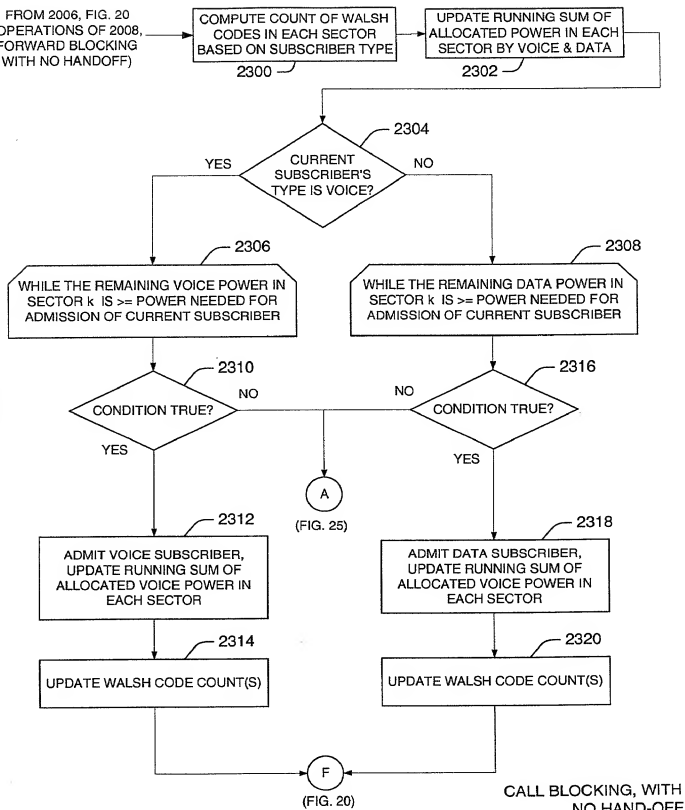 FROM 2006, FIG. 20
OPERATIONS OF 2008,
FORWARD BLOCKING
WITH NO HANDOFF)
COMPUTE COUNT OF WALSH
CODES IN EACH SECTOR
BASED ON SUBSCRIBER TYPE
2300
UPDATE RUNNING SUM OF
ALLOCATED POWER IN EACH
SECTOR BY VOICE & DATA
2302
2304
CURRENT
SUBSCRIBER'S
TYPE IS VOICE?
YES
NO
2306
WHILE THE REMAINING VOICE POWER IN
SECTOR k IS >= POWER NEEDED FOR
ADMISSION OF CURRENT SUBSCRIBER
2308
WHILE THE REMAINING DATA POWER IN
SECTOR k IS >= POWER NEEDED FOR
ADMISSION OF CURRENT SUBSCRIBER
2310
CONDITION TRUE?
NO
YES
2316
CONDITION TRUE?
NO
YES
A
(FIG. 25)
2312
ADMIT VOICE SUBSCRIBER,
UPDATE RUNNING SUM OF
ALLOCATED VOICE POWER IN
EACH SECTOR
2318
ADMIT DATA SUBSCRIBER,
UPDATE RUNNING SUM OF
ALLOCATED VOICE POWER IN
EACH SECTOR
2314
UPDATE WALSH CODE COUNT(S)
2320
UPDATE WALSH CODE COUNT(S)
F
(FIG. 20)
CALL BLOCKING, WITH
NO HAND-OFF